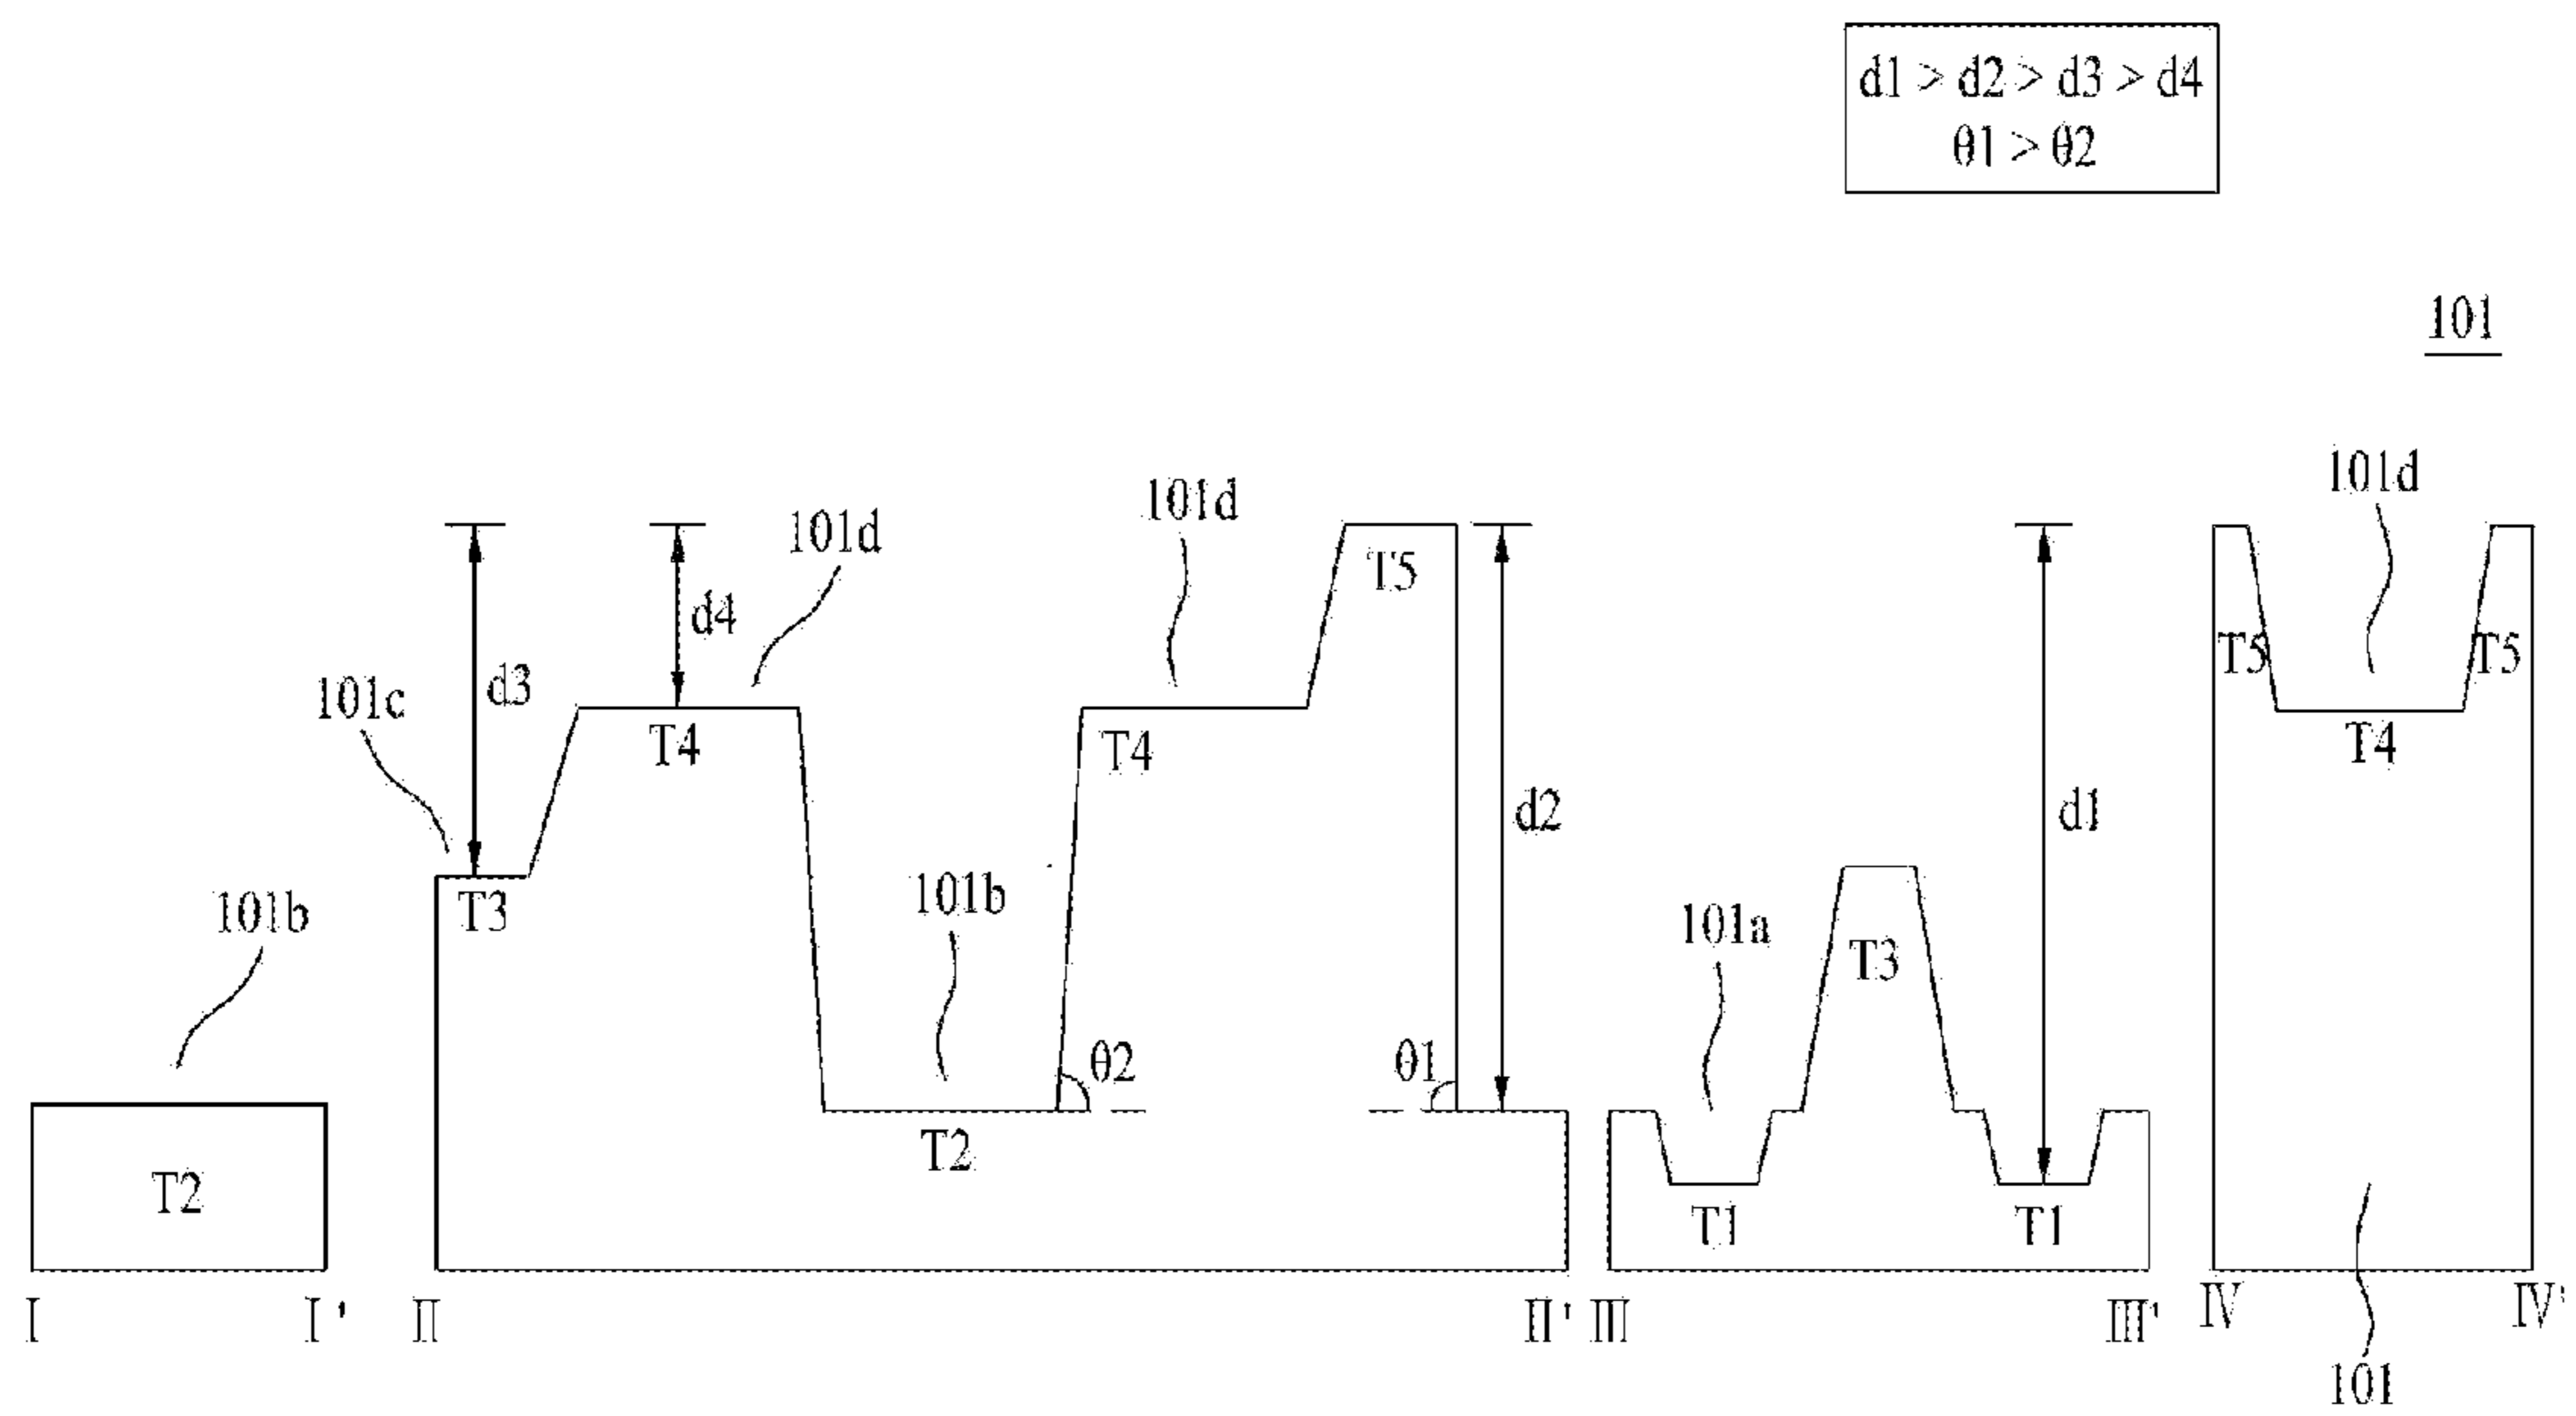 d1 > d2 > d3 > d4
θ1 > θ2
101
101d
101d
101d
T5
d4
T5
T5
d3
101c
T4
T4
T4
d2
d1
101b
T3
101b
101a
T3
θ2
θ1
T2
T2
T1
T1
I
I'
II
II'
III
III'
IV
IV'
101